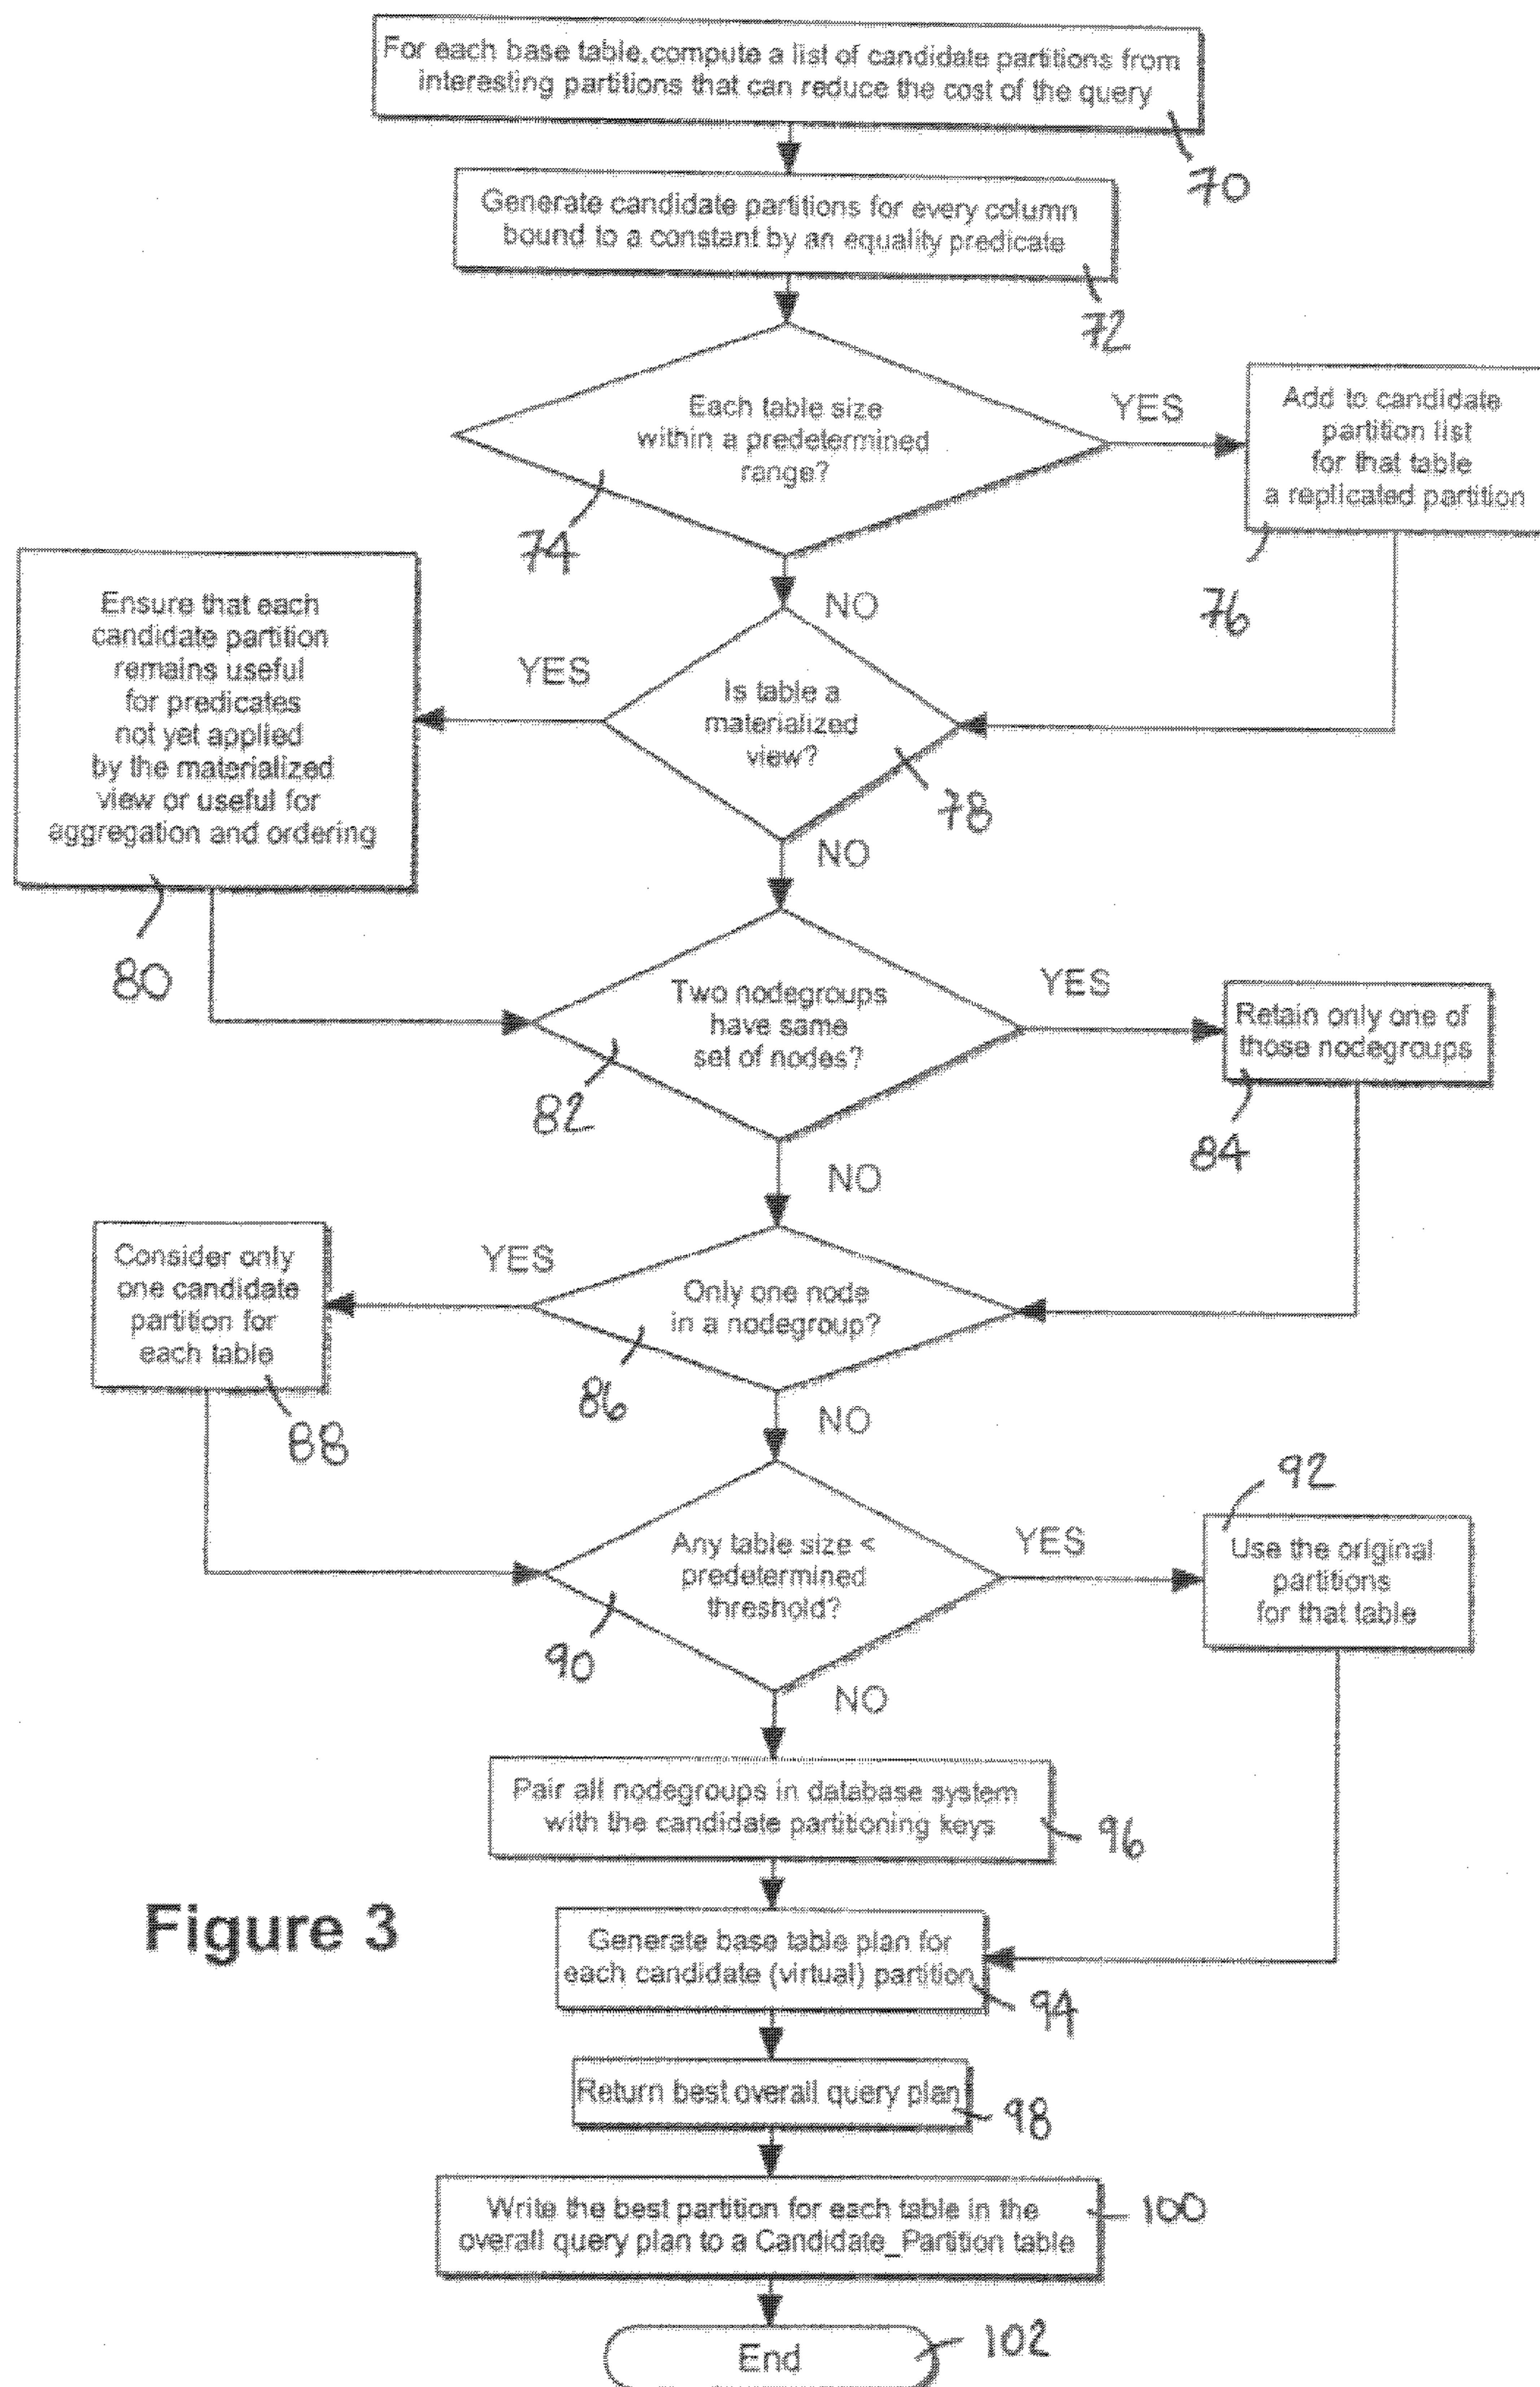 For each base table, compute a list of candidate partitions from
interesting partitions that can reduce the cost of the query
70
Generate candidate partitions for every column
bound to a constant by an equality predicate
72
Each table size
within a predetermined
range?
74
YES
Add to candidate
partition list
for that table
a replicated partition
76
NO
Is table a
materialized
view?
78
YES
Ensure that each
candidate partition
remains useful
for predicates
not yet applied
by the materialized
view or useful for
aggregation and ordering
80
NO
Two nodegroups
have same
set of nodes?
82
YES
Retain only one of
those nodegroups
84
NO
Only one node
in a nodegroup?
86
YES
Consider only
one candidate
partition for
each table
88
NO
Any table size <
predetermined
threshold?
90
YES
92
Use the original
partitions
for that table
NO
Pair all nodegroups in database system
with the candidate partitioning keys
96
Figure 3
Generate base table plan for
each candidate (virtual) partition
94
Return best overall query plan
98
Write the best partition for each table in the
overall query plan to a Candidate_Partition table
100
End
102